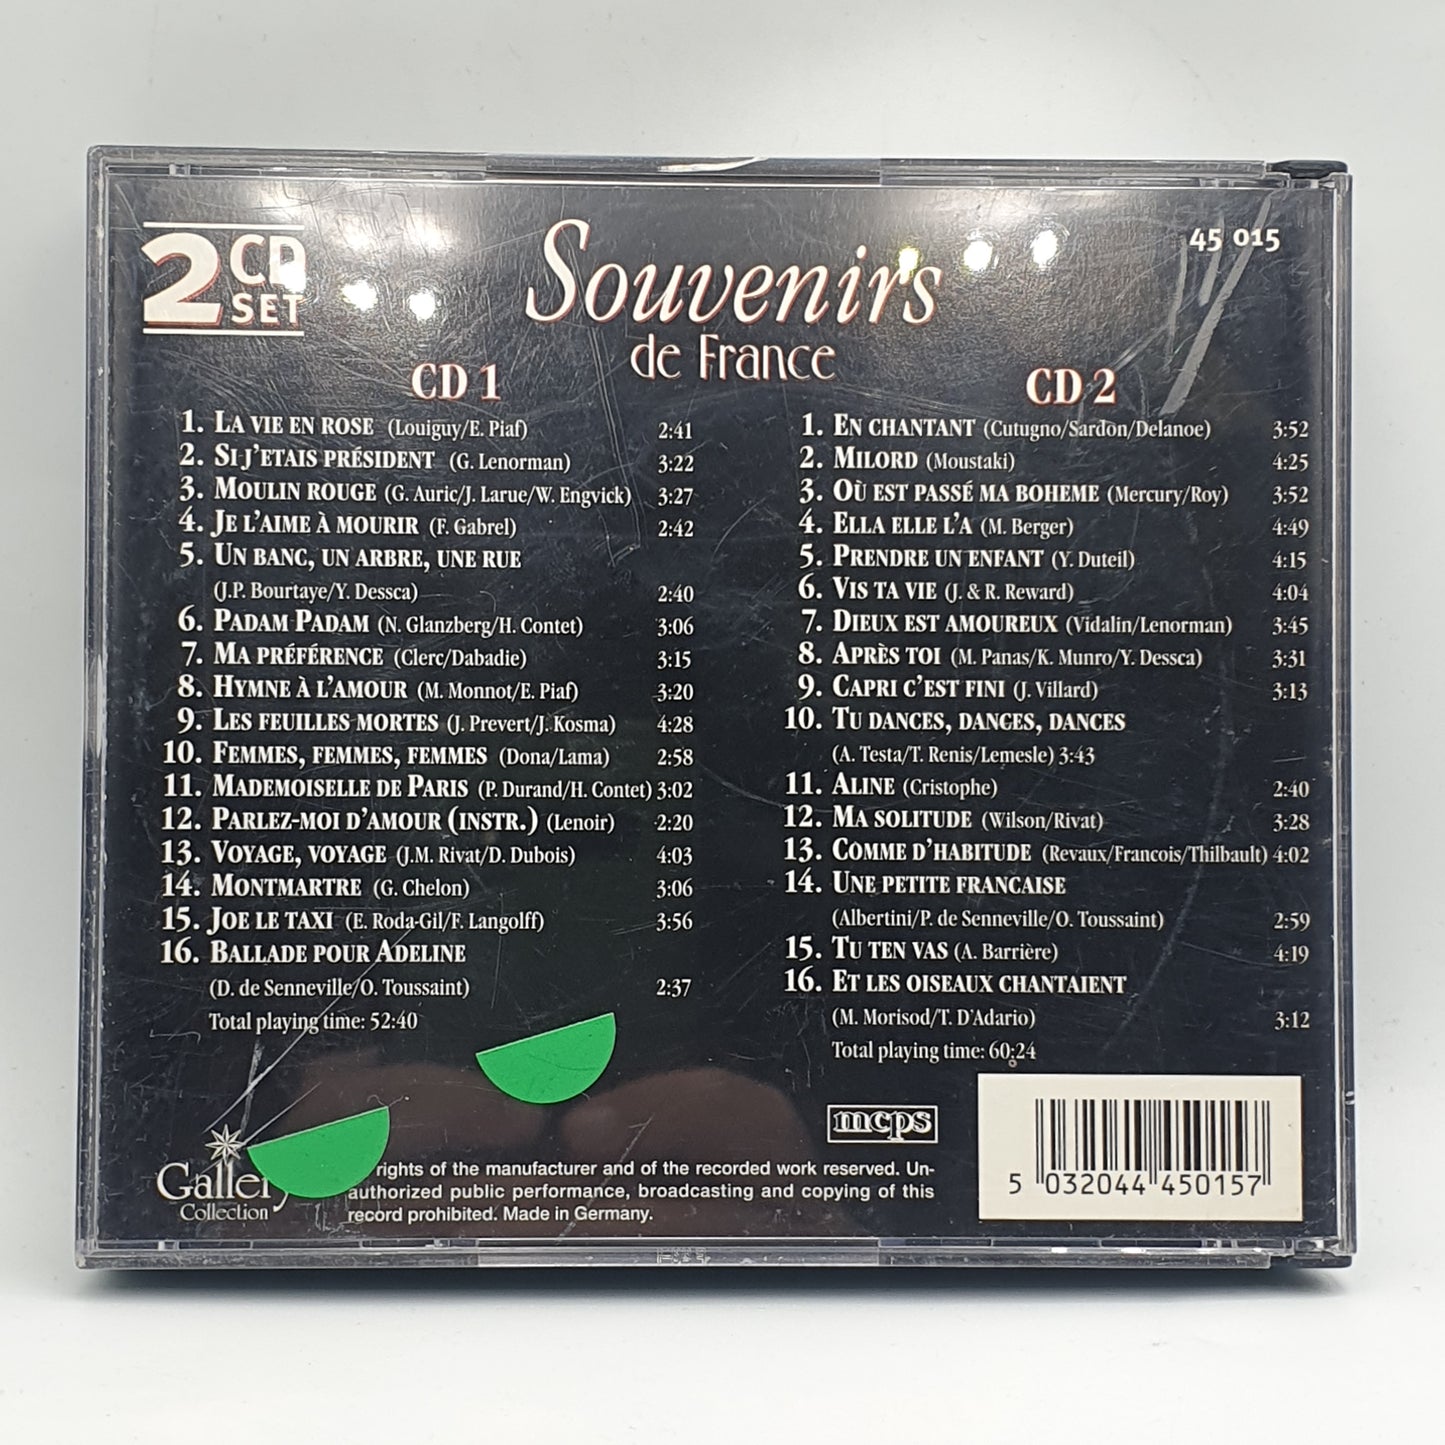 2 CD SET
Souvenirs
de France
45 015
CD 1
1. LA VIE EN ROSE (Louiguy/E. Piaf) 2:41
2. SI J'ETAIS PRÉSIDENT (G. Lenorman) 3:22
3. MOULIN ROUGE (G. Auric/J. Larue/W. Engvick) 3:27
4. JE L'AIME À MOURIR (F. Gabrel) 2:42
5. UN BANC, UN ARBRE, UNE RUE
(J.P. Bourtaye/Y. Dessca) 2:40
6. PADAM PADAM (N. Glanzberg/H. Contet) 3:06
7. MA PRÉFÉRENCE (Clerc/Dabadie) 3:15
8. HYMNE À L'AMOUR (M. Monnot/E. Piaf) 3:20
9. LES FEUILLES MORTES (J. Prevert/J. Kosma) 4:28
10. FEMMES, FEMMES, FEMMES (Dona/Lama) 2:58
11. MADEMOISELLE DE PARIS (P. Durand/H. Contet) 3:02
12. PARLEZ-MOI D'AMOUR (INSTR.) (Lenoir) 2:20
13. VOYAGE, VOYAGE (J.M. Rivat/D. Dubois) 4:03
14. MONTMARTRE (G. Chelon) 3:06
15. JOE LE TAXI (E. Roda-Gil/F. Langolff) 3:56
16. BALLADE POUR ADELINE
(D. de Senneville/O. Toussaint) 2:37
Total playing time: 52:40
CD 2
1. EN CHANTANT (Cutugno/Sardon/Delanoe) 3:52
2. MILORD (Moustaki) 4:25
3. OÙ EST PASSÉ MA BOHEME (Mercury/Roy) 3:52
4. ELLA ELLE L'A (M. Berger) 4:49
5. PRENDRE UN ENFANT (Y. Duteil) 4:15
6. VIS TA VIE (J. & R. Reward) 4:04
7. DIEUX EST AMOUREUX (Vidalin/Lenorman) 3:45
8. APRÈS TOI (M. Panas/K. Munro/Y. Dessca) 3:31
9. CAPRI C'EST FINI (J. Villard) 3:13
10. TU DANCES, DANCES, DANCES
(A. Testa/T. Renis/Lemesle) 3:43
11. ALINE (Cristophe) 2:40
12. MA SOLITUDE (Wilson/Rivat) 3:28
13. COMME D'HABITUDE (Revaux/Francois/Thilbault) 4:02
14. UNE PETITE FRANCAISE
(Albertini/P. de Senneville/O. Toussaint) 2:59
15. TU TEN VAS (A. Barrière) 4:19
16. ET LES OISEAUX CHANTAIENT
(M. Morisod/T. D'Adario) 3:12
Total playing time: 60:24
Gallery
Collection
rights of the manufacturer and of the recorded work reserved. Un-
authorized public performance, broadcasting and copying of this
record prohibited. Made in Germany.
mcps
5 032044 450157